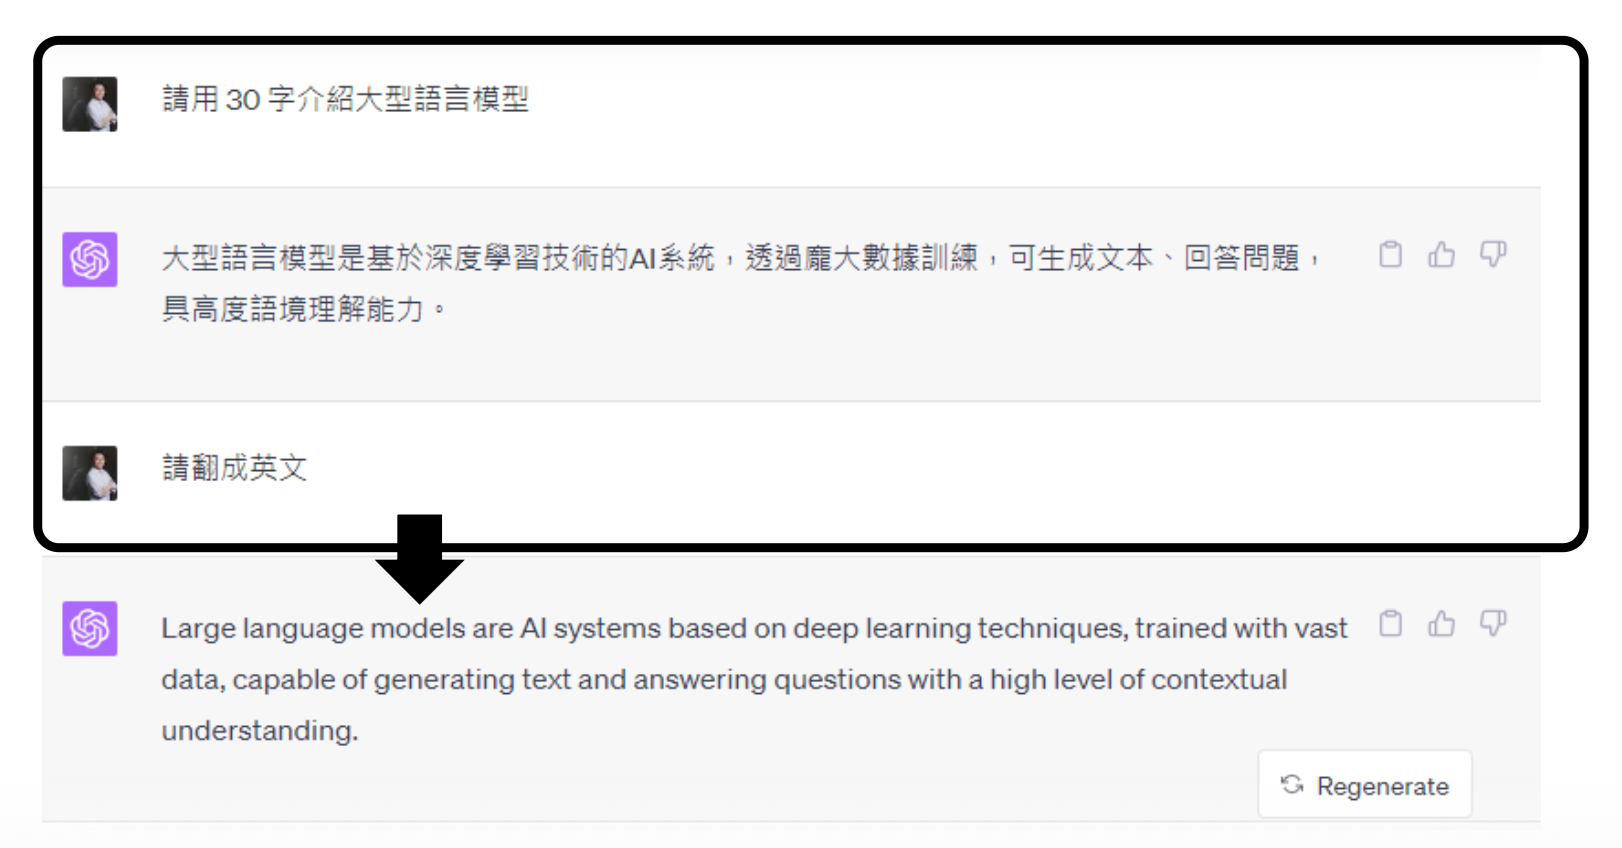 請用 30 字介紹大型語言模型
大型語言模型是基於深度學習技術的AI系統，透過龐大數據訓練，可生成文本、回答問題，
具高度語境理解能力。
請翻成英文
Large language models are AI systems based on deep learning techniques, trained with vast
data, capable of generating text and answering questions with a high level of contextual
understanding.
Regenerate